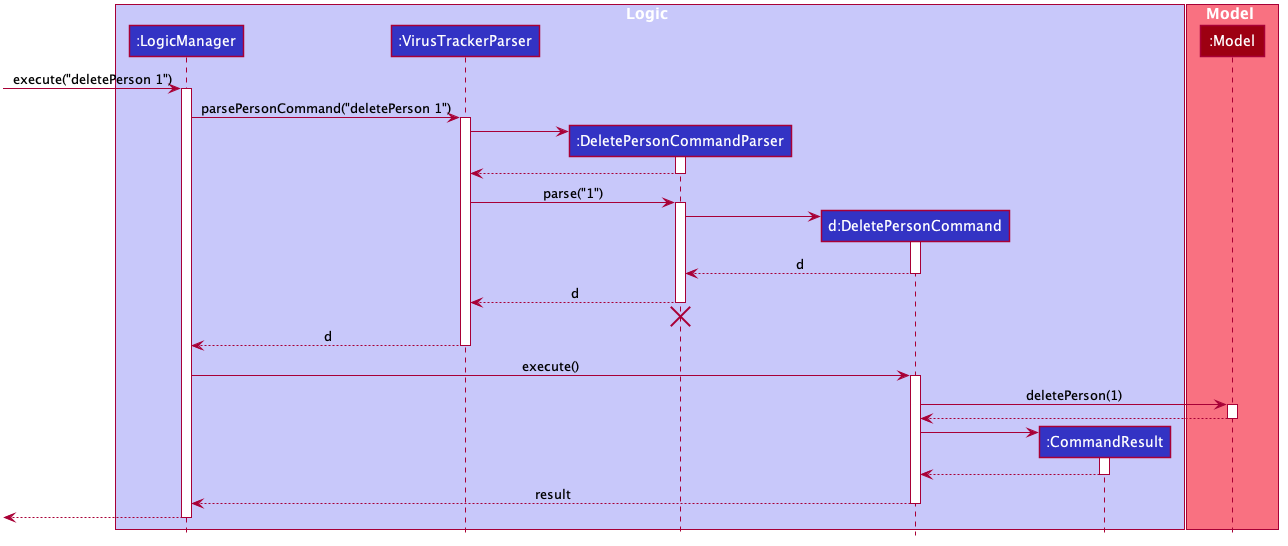 Logic
Model
:LogicManager
:VirusTrackerParser
:Model
execute("deletePerson 1")
parsePersonCommand("deletePerson 1")
:DeletePersonCommandParser
parse("1")
d:DeletePersonCommand
d
d
d
execute()
deletePerson(1)
:CommandResult
result